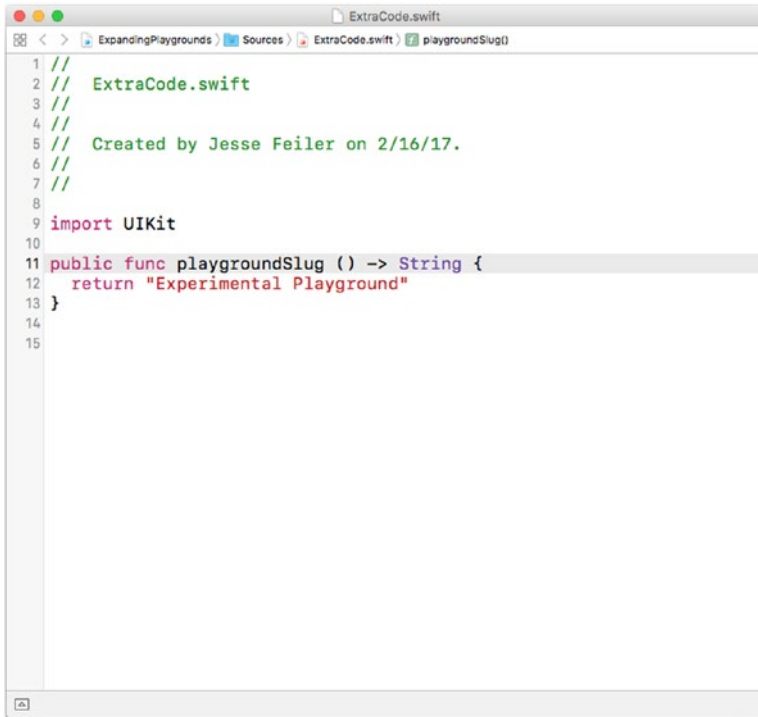 ExtraCode.swift
ExpandingPlaygrounds Sources ExtraCode.swift playgroundSlug()
1 //
2 // ExtraCode.swift
3 //
4 //
5 // Created by Jesse Feiler on 2/16/17.
6 //
7 //
8
9 import UIKit
10
11 public func playgroundSlug () -> String {
12 return "Experimental Playground"
13 }
14
15